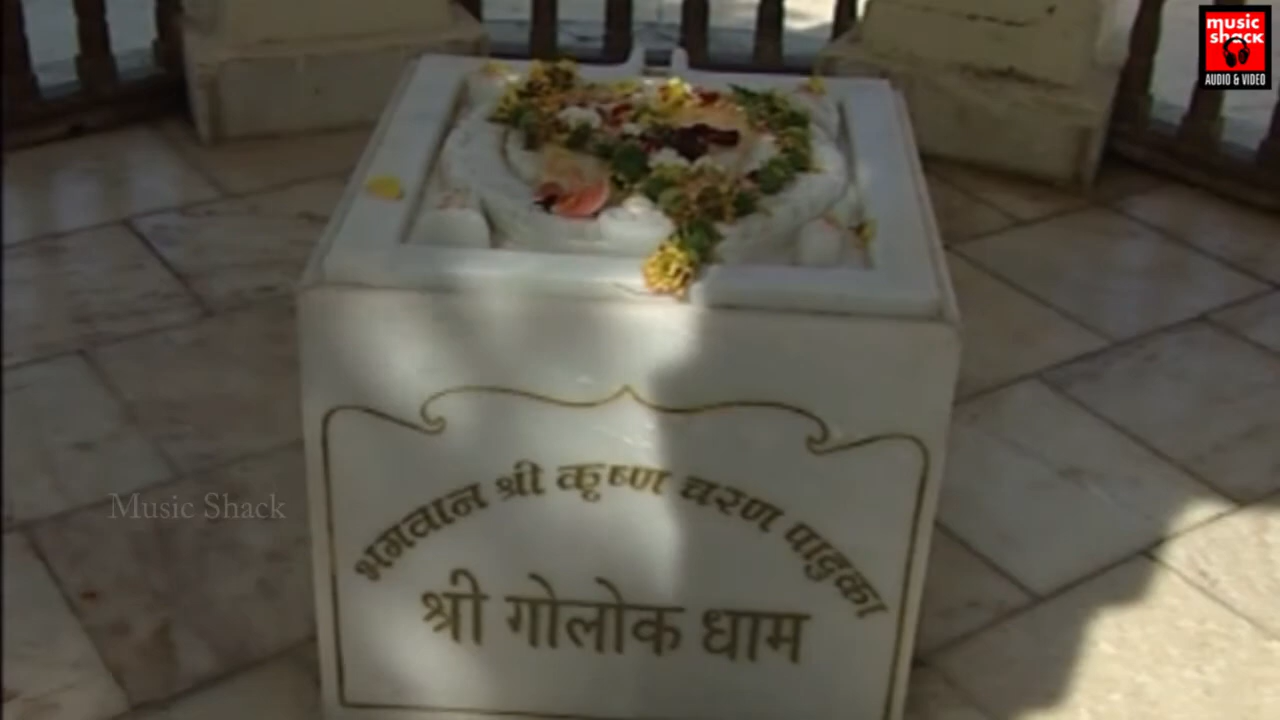 music
shack
AUDIO & VIDEO
भगवान श्री कृष्ण चरण पादुका
श्री गोलोक धाम
Music Shack